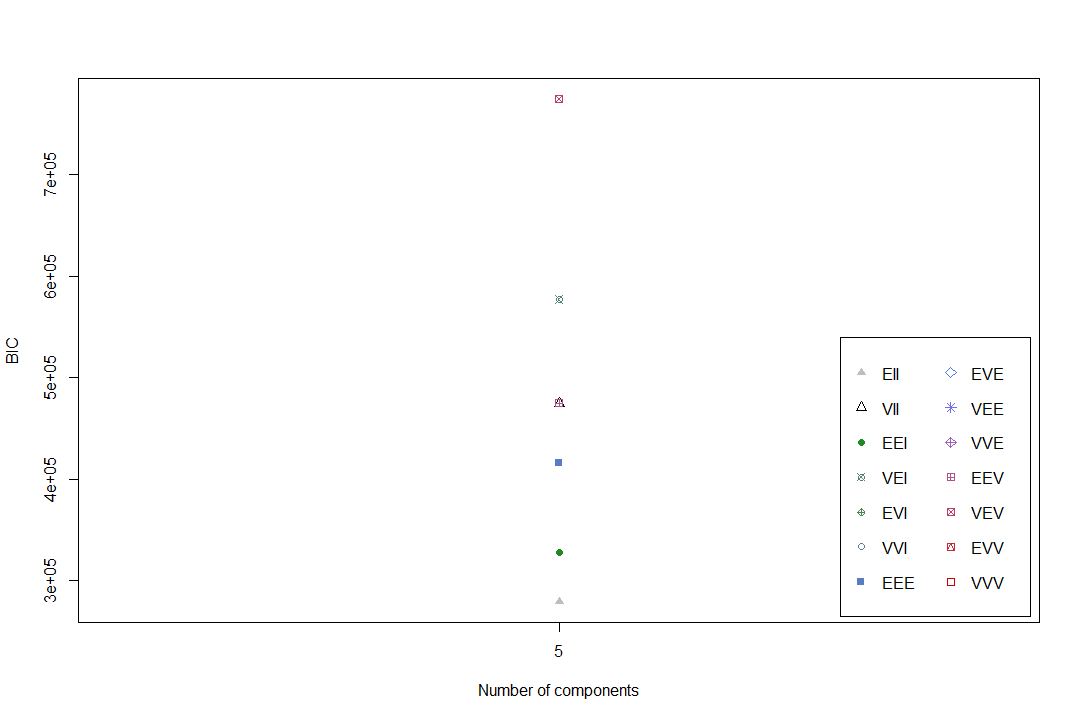 7e+05
6e+05
5e+05
4e+05
3e+05
BIC
5
Number of components
EII
VII
EEI
VEI
EVI
VVI
EEE
EVE
VEE
VVE
EEV
VEV
EVV
VVV